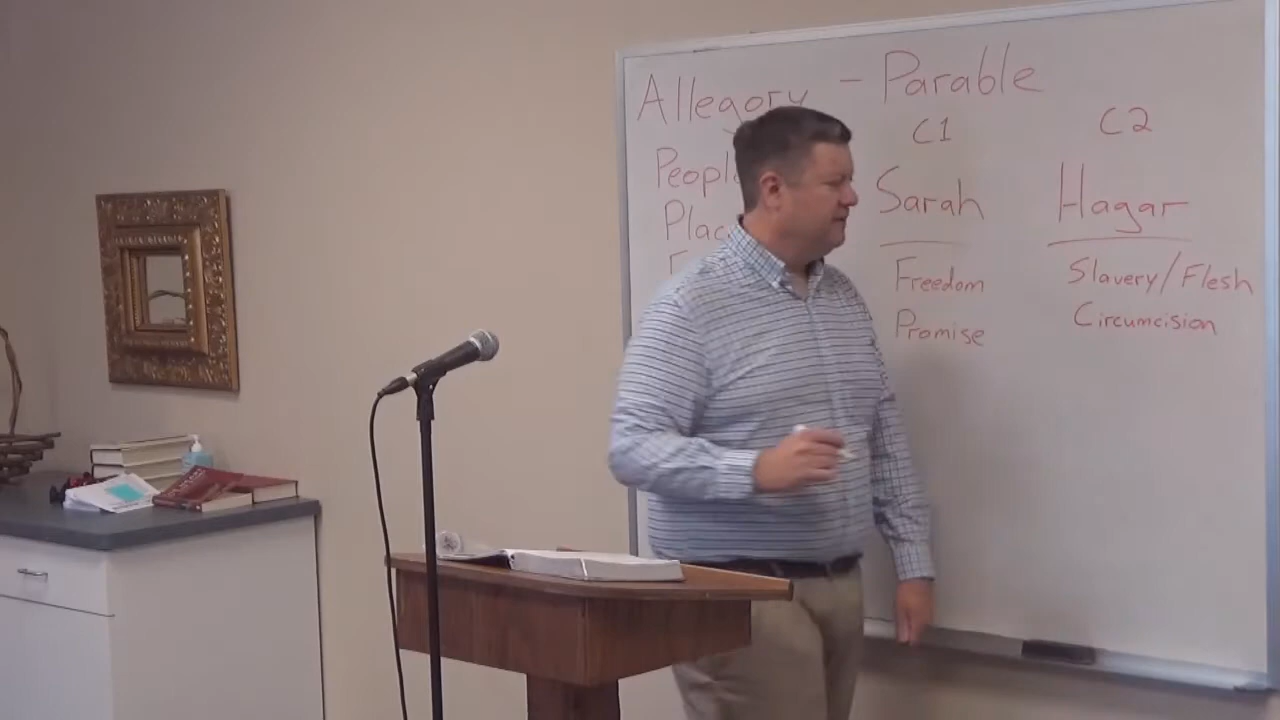 Allegory - Parable
C1 C2
Sarah Hagar
Freedom Slavery/Flesh
Promise Circumcision